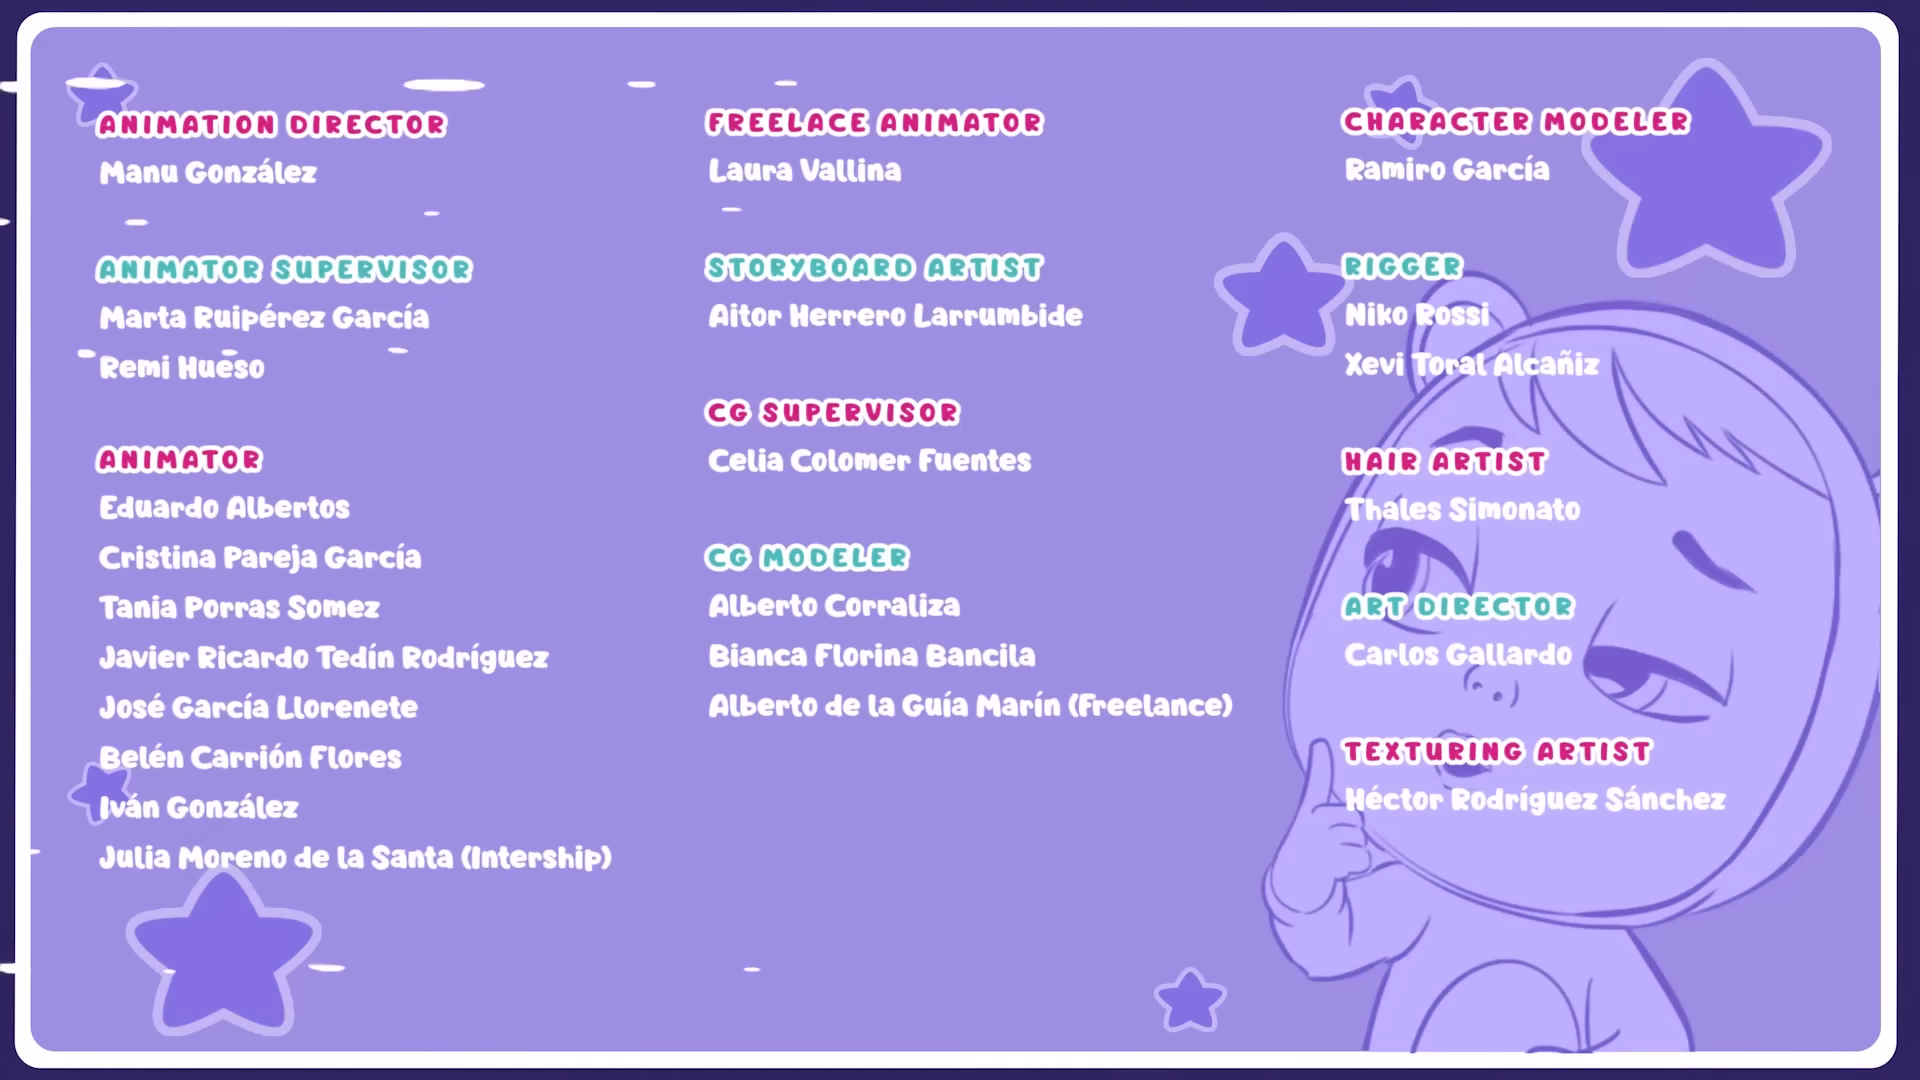 ANIMATION DIRECTOR
Manu González
ANIMATOR SUPERVISOR
Marta Ruipérez García
Remi Hueso
ANIMATOR
Eduardo Albertos
Cristina Pareja García
Tania Porras Somez
Javier Ricardo Tedín Rodríguez
José García Llorenete
Belén Carrión Flores
Iván González
Julia Moreno de la Santa (Intership)
FREELACE ANIMATOR
Laura Vallina
STORYBOARD ARTIST
Aitor Herrero Larrumbide
CG SUPERVISOR
Celia Colomer Fuentes
CG MODELER
Alberto Corraliza
Bianca Florina Bancila
Alberto de la Guía Marín (Freelance)
CHARACTER MODELER
Ramiro García
RIGGER
Niko Rossi
Xevi Toral Alcañiz
HAIR ARTIST
Thales Simonato
ART DIRECTOR
Carlos Gallardo
TEXTURING ARTIST
Héctor Rodríguez Sánchez